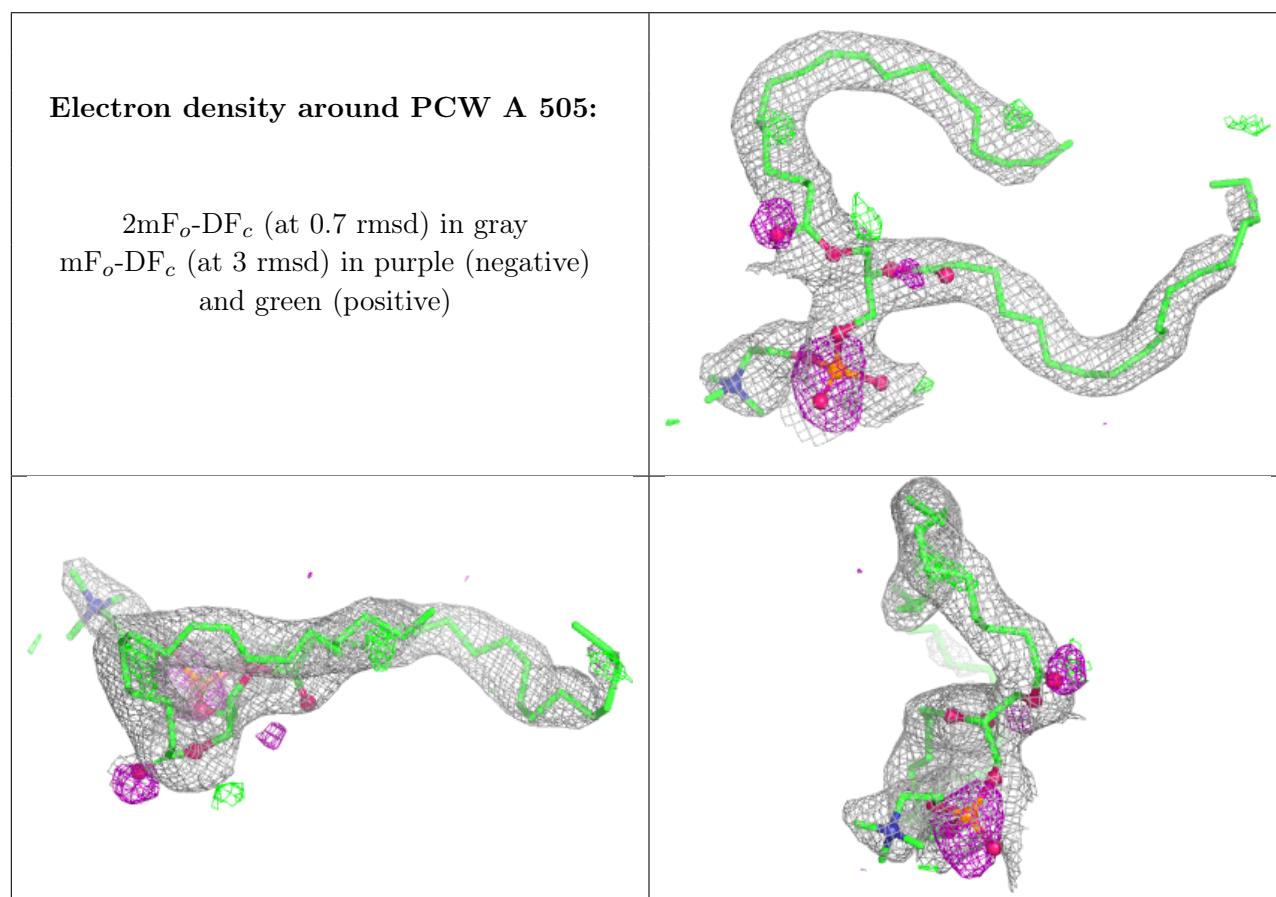 Electron density around PCW A 505:
2mFo-DFc (at 0.7 rmsd) in gray
mFo-DFc (at 3 rmsd) in purple (negative)
and green (positive)